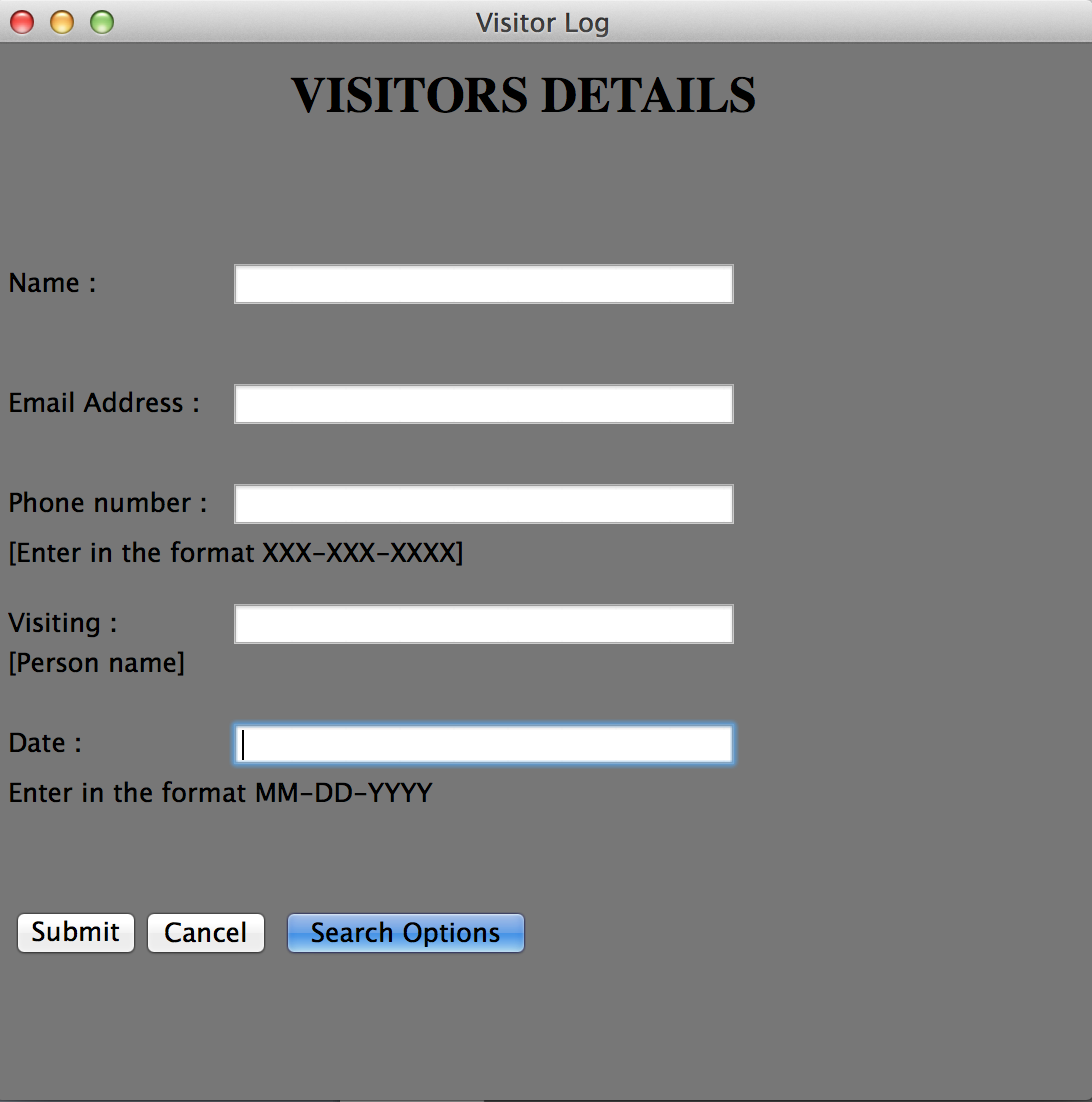 Visitor Log
VISITORS DETAILS
Name :
Email Address :
Phone number :
[Enter in the format XXX-XXX-XXXX]
Visiting :
[Person name]
Date :
Enter in the format MM-DD-YYYY
Submit Cancel Search Options